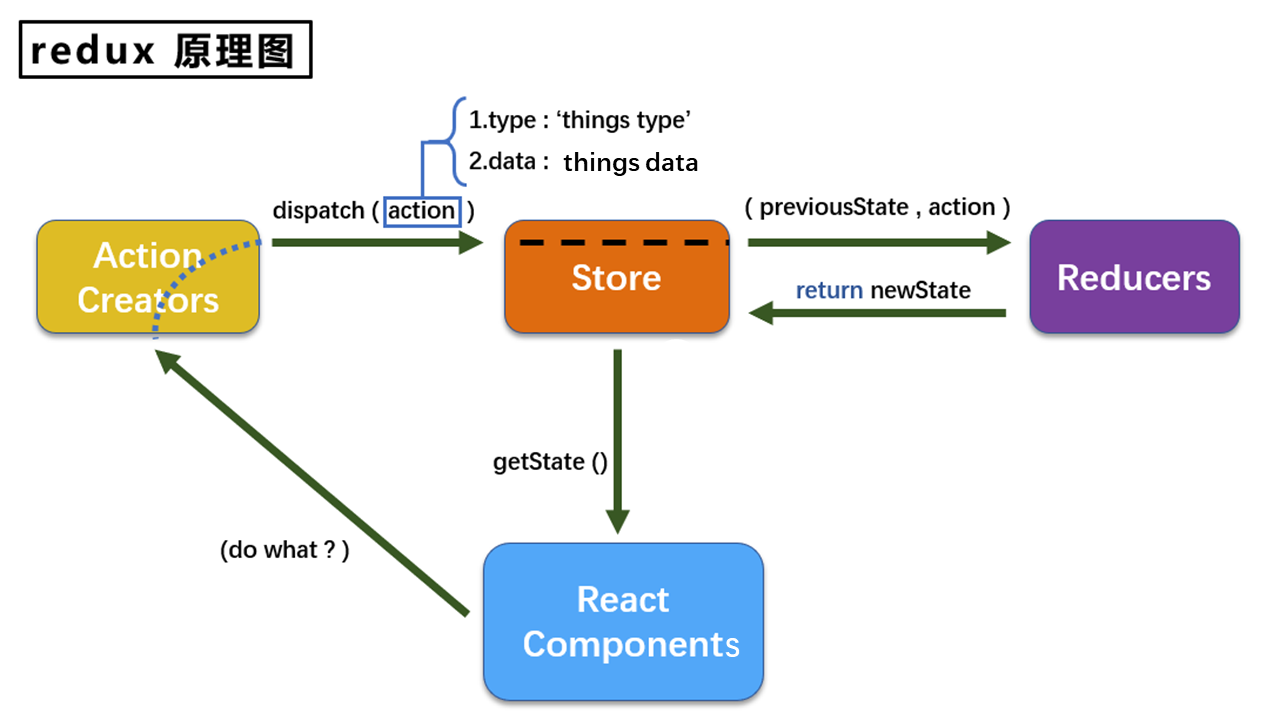 redux 原理图
1.type : ‘things type’
2.data : things data
dispatch ( action )
( previousState , action )
Action
Creators
Store
Reducers
return newState
getState ()
(do what ? )
React
Components